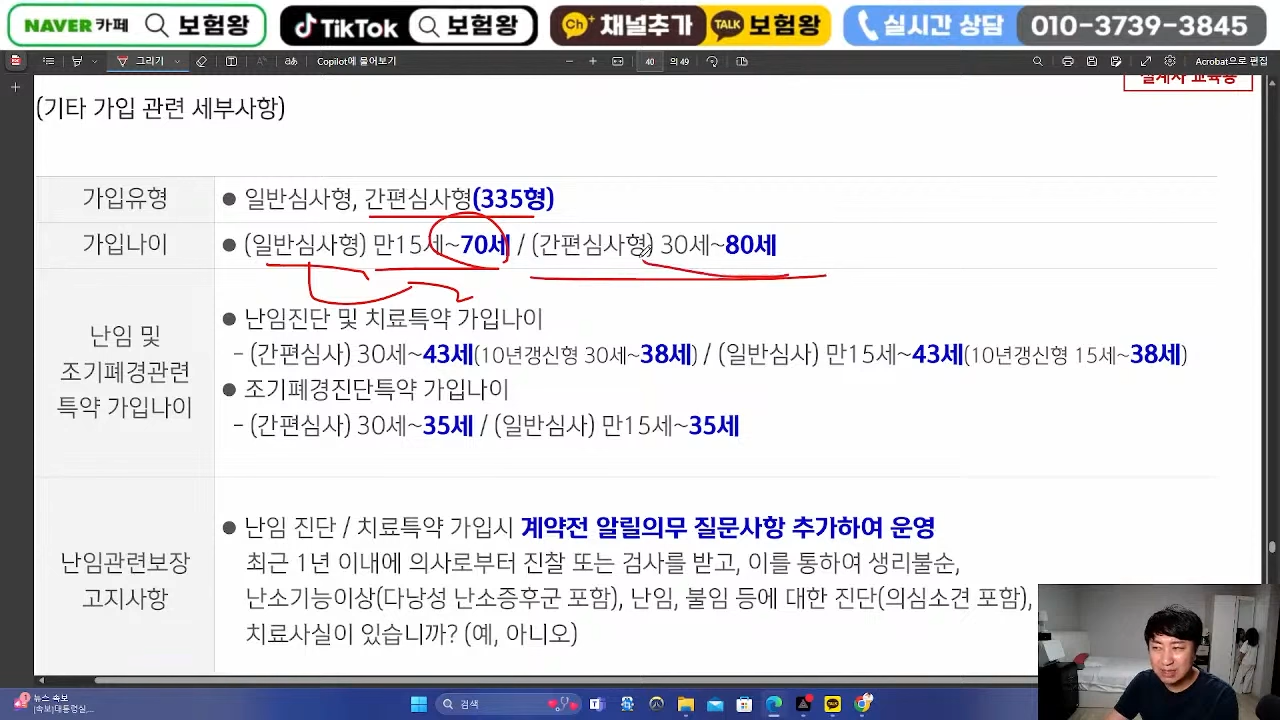 NAVER 카페 보험왕 TikTok 보험왕 Ch+ 채널추가 TALK 보험왕 실시간 상담 010-3739-3845
그리기 Copilot에 물어보기 40 의 49 Acrobat으로 편집
설계사 교육용
(기타 가입 관련 세부사항)
가입유형 ● 일반심사형, 간편심사형(335형)
가입나이 ● (일반심사형) 만15세~70세 / (간편심사형) 30세~80세
난임 및
조기폐경관련
특약 가입나이
● 난임진단 및 치료특약 가입나이
- (간편심사) 30세~43세(10년갱신형 30세~38세) / (일반심사) 만15세~43세(10년갱신형 15세~38세)
● 조기폐경진단특약 가입나이
- (간편심사) 30세~35세 / (일반심사) 만15세~35세
난임관련보장
고지사항
● 난임 진단 / 치료특약 가입시 계약전 알릴의무 질문사항 추가하여 운영
최근 1년 이내에 의사로부터 진찰 또는 검사를 받고, 이를 통하여 생리불순,
난소기능이상(다낭성 난소증후군 포함), 난임, 불임 등에 대한 진단(의심소견 포함),
치료사실이 있습니까? (예, 아니오)
뉴스 속보
[속보]대통령실,...
검색